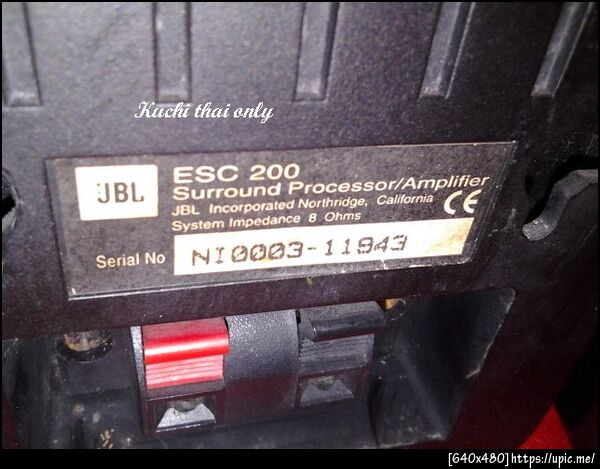 Kuchi thai only
JBL
ESC 200
Surround Processor/Amplifier
JBL Incorporated Northridge, California
System Impedance 8 Ohms
CE
Serial No NI0003-11943
[640x480]https://upic.me/